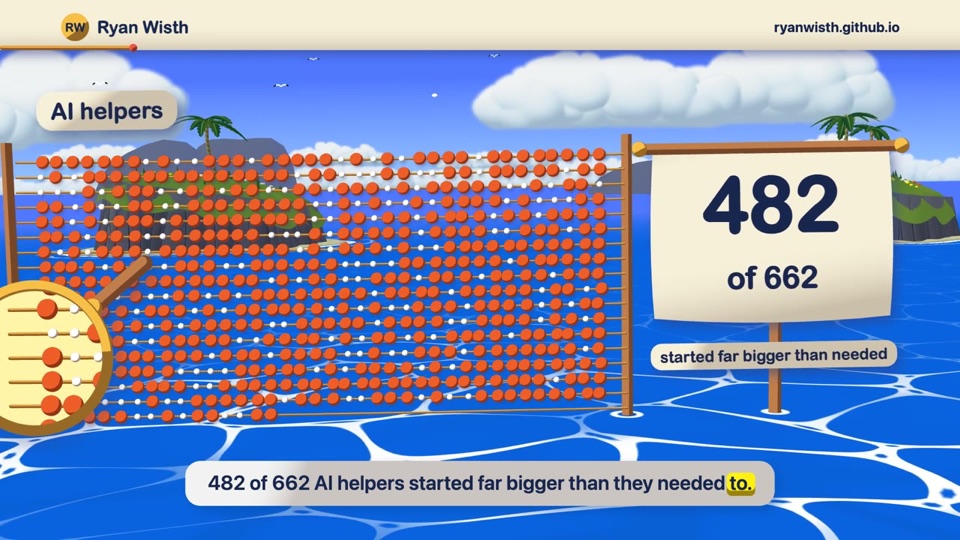 RW Ryan Wisth
ryanwisth.github.io
AI helpers
482
of 662
started far bigger than needed
482 of 662 AI helpers started far bigger than they needed to.